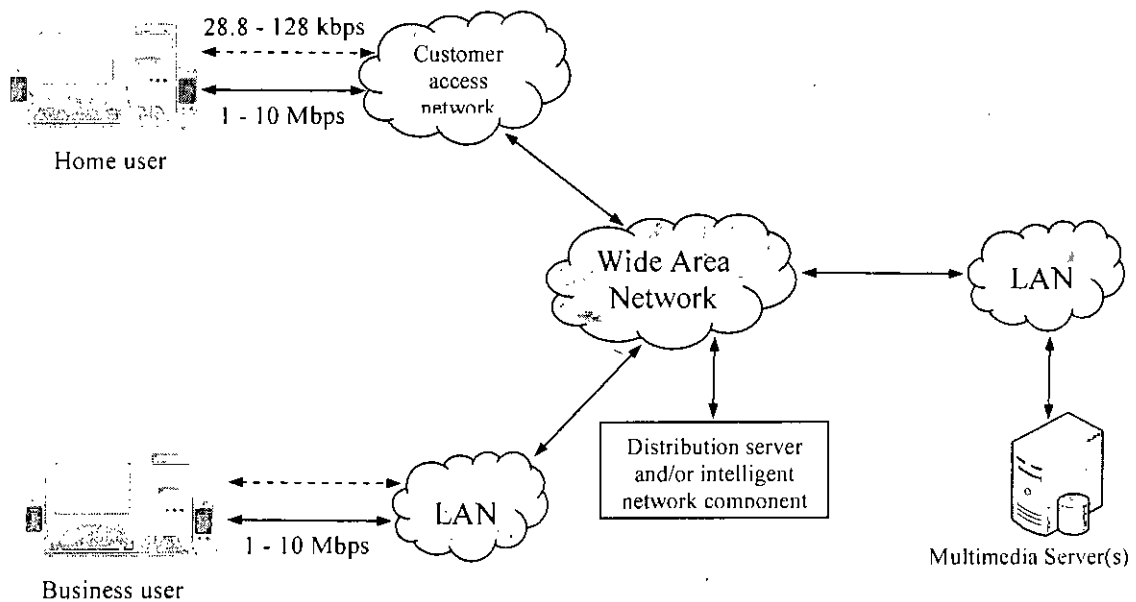 28.8 - 128 kbps
Customer
access
network
1 - 10 Mbps
Home user
Wide Area
Network
LAN
Distribution server
and/or intelligent
network component
LAN
1 - 10 Mbps
Multimedia Server(s)
Business user